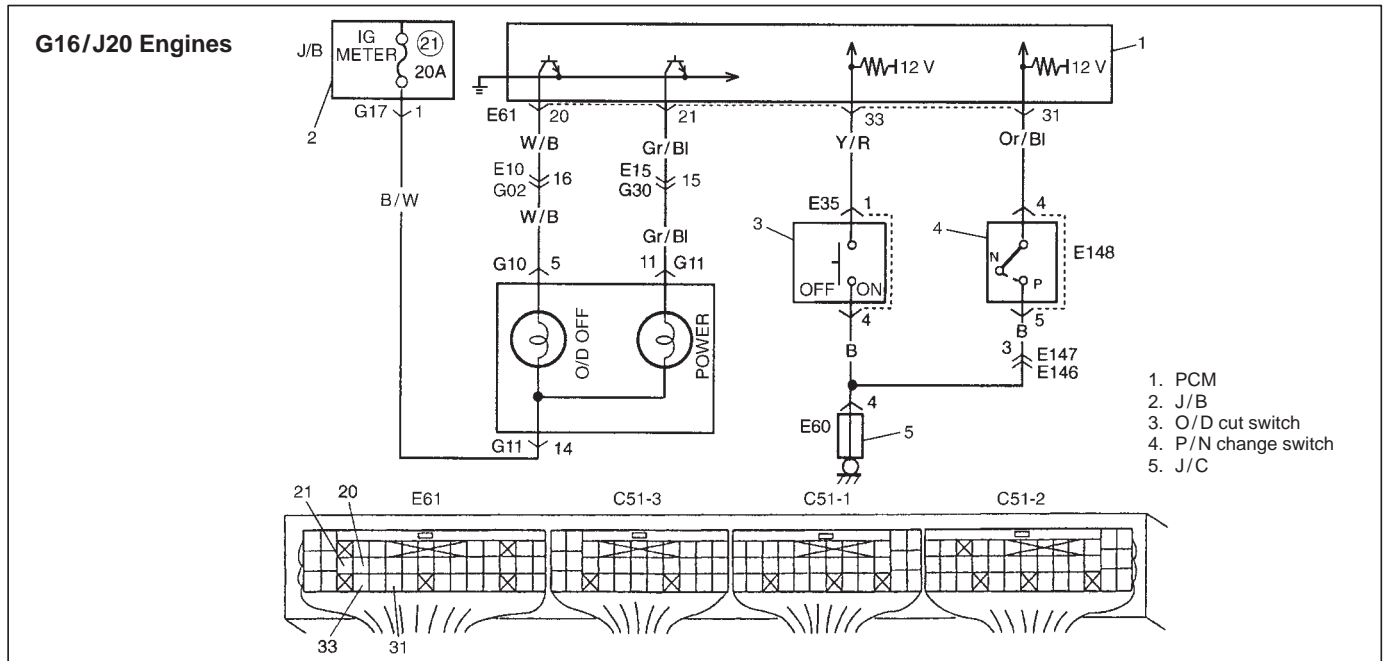 G16/J20 Engines
J/B
IG
METER
21
20A
G17
1
2
B/W
1
12 V
12 V
E61
20
21
33
31
W/B
Gr/Bl
Y/R
Or/Bl
E10
G02
16
E15
G30
15
W/B
Gr/Bl
G10
5
11
G11
O/D OFF
POWER
G11
14
E35
1
3
OFF
ON
4
B
4
4
N
P
E148
5
B
3
E147
E146
4
E60
5
1. PCM
2. J/B
3. O/D cut switch
4. P/N change switch
5. J/C
21
20
E61
C51-3
C51-1
C51-2
33
31